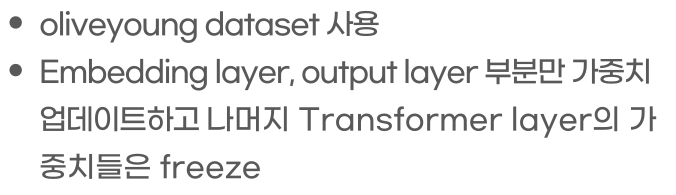 • oliveyoung dataset 사용
• Embedding layer, output layer 부분만 가중치
업데이트하고 나머지 Transformer layer의 가
중치들은 freeze